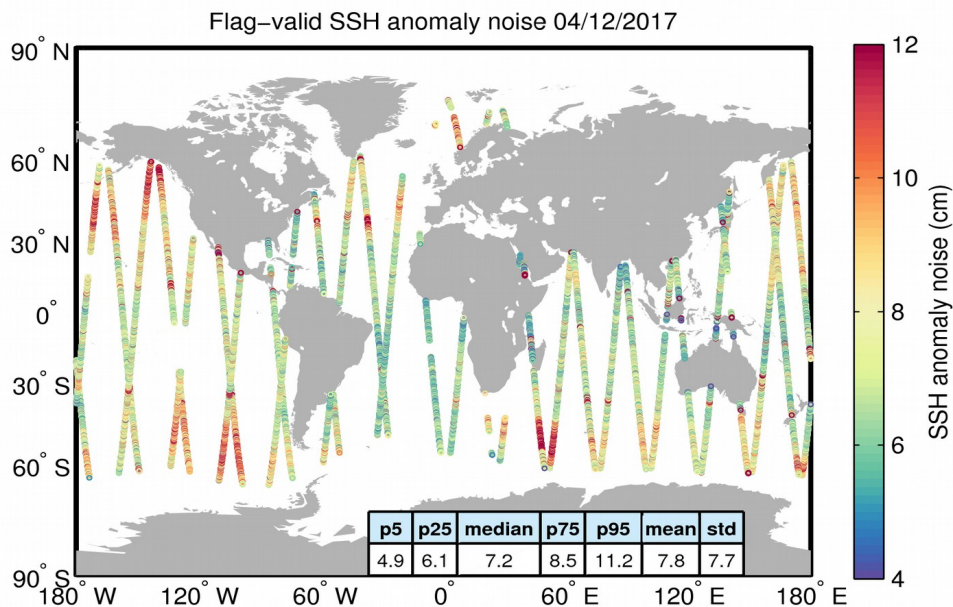 Flag−valid SSH anomaly noise 04/12/2017
90° N
60° N
30° N
0°
30° S
60° S
90° S
180° W
120° W
60° W
0°
60° E
120° E
180° E
12
10
8
6
4
SSH anomaly noise (cm)
p5 p25 median p75 p95 mean std
4.9 6.1 7.2 8.5 11.2 7.8 7.7